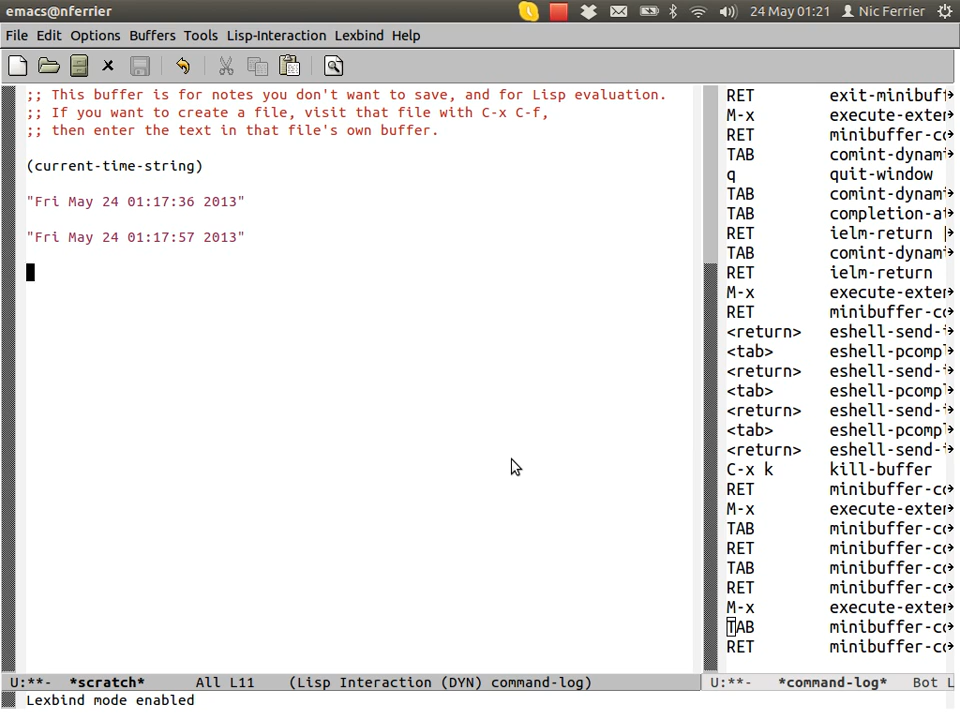 emacs@nferrier
24 May 01:21 Nic Ferrier
File Edit Options Buffers Tools Lisp-Interaction Lexbind Help
;; This buffer is for notes you don't want to save, and for Lisp evaluation.
;; If you want to create a file, visit that file with C-x C-f,
;; then enter the text in that file's own buffer.
(current-time-string)
"Fri May 24 01:17:36 2013"
"Fri May 24 01:17:57 2013"
U:**- *scratch* All L11 (Lisp Interaction (DYN) command-log)
Lexbind mode enabled
RET exit-minibuf
M-x execute-exte
RET minibuffer-c
TAB comint-dynam
q quit-window
TAB comint-dynam
TAB completion-a
RET ielm-return
TAB comint-dynam
RET ielm-return
M-x execute-exte
RET minibuffer-c
<return> eshell-send-
<tab> eshell-pcomp
<return> eshell-send-
<tab> eshell-pcomp
<return> eshell-send-
<tab> eshell-pcomp
<return> eshell-send-
C-x k kill-buffer
RET minibuffer-c
M-x execute-exte
TAB minibuffer-c
RET minibuffer-c
TAB minibuffer-c
RET minibuffer-c
M-x execute-exte
TAB minibuffer-c
RET minibuffer-c
U:**- *command-log* Bot L